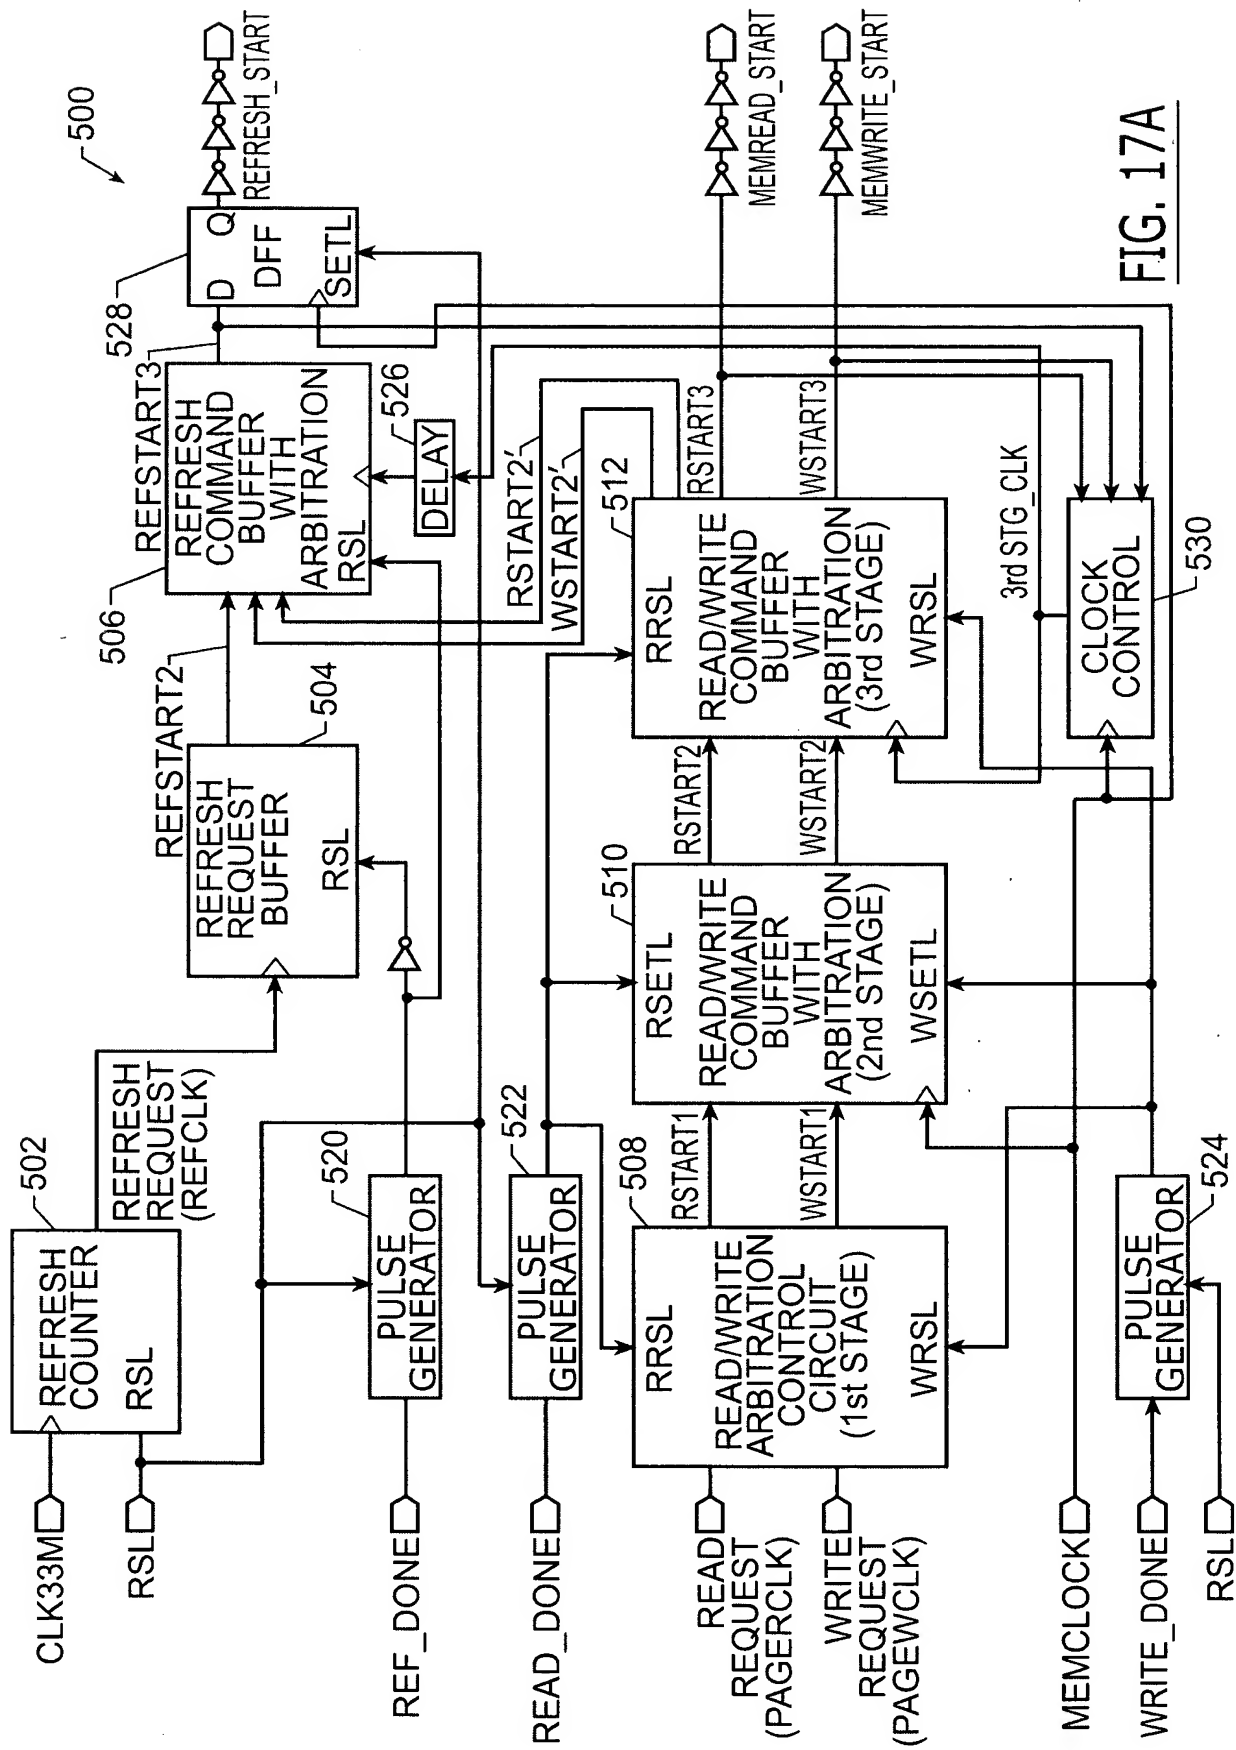 500
CLK33M
RSL
REFRESH
COUNTER
RSL
502
REFRESH
REQUEST
(REFCLK)
REFRESH
REQUEST
BUFFER
RSL
504
REFSTART2
506
REFRESH
COMMAND
BUFFER
WITH
ARBITRATION
RSL
506
REFSTART3
528
D
Q
DFF
SETL
REFRESH_START
REF_DONE
PULSE
GENERATOR
520
DELAY
526
RSTART2'
WSTART2'
READ_DONE
PULSE
GENERATOR
522
READ
REQUEST
(PAGERCLK)
WRITE
REQUEST
(PAGEWCLK)
RRSL
READ/WRITE
ARBITRATION
CONTROL
CIRCUIT
(1st STAGE)
WRSL
508
RSTART1
WSTART1
RSETL
READ/WRITE
COMMAND
BUFFER
WITH
ARBITRATION
(2nd STAGE)
WSETL
510
RSTART2
WSTART2
RRSL
READ/WRITE
COMMAND
BUFFER
WITH
ARBITRATION
(3rd STAGE)
WRSL
512
RSTART3
WSTART3
MEMREAD_START
MEMWRITE_START
3rd STG_CLK
CLOCK
CONTROL
530
MEMCLOCK
WRITE_DONE
RSL
PULSE
GENERATOR
524
FIG. 17A